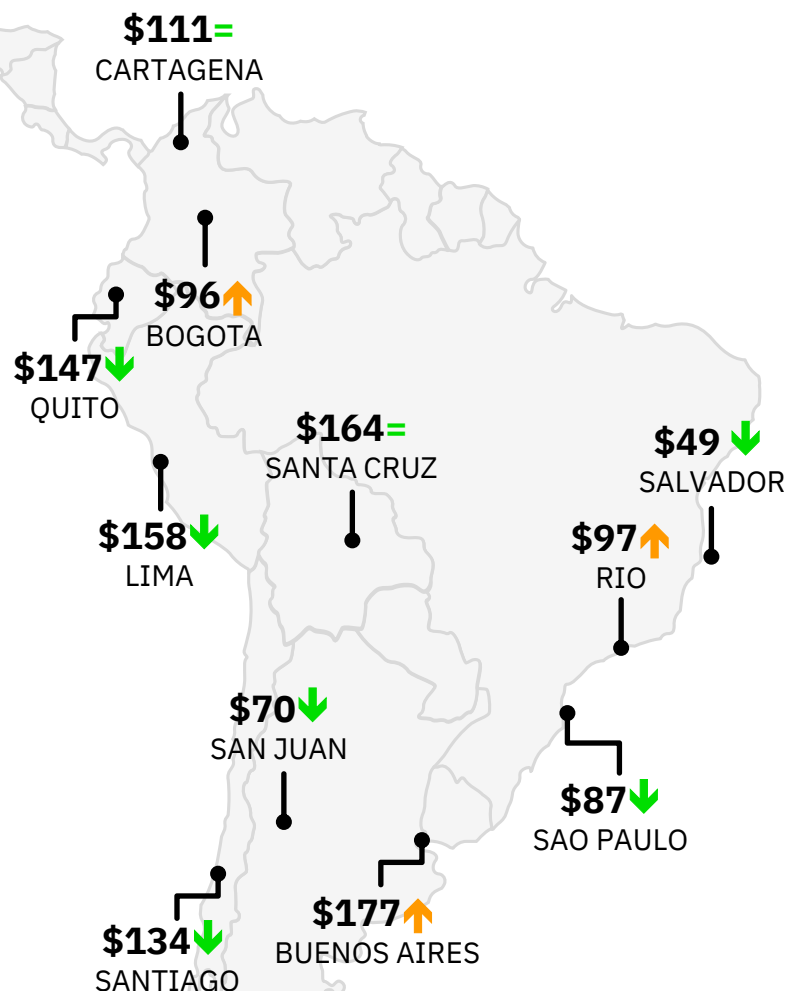 $111=
CARTAGENA
$96↑
BOGOTA
$147↓
QUITO
$164=
SANTA CRUZ
$49 ↓
SALVADOR
$158↓
LIMA
$97↑
RIO
$70↓
SAN JUAN
$87↓
SAO PAULO
$177↑
BUENOS AIRES
$134↓
SANTIAGO